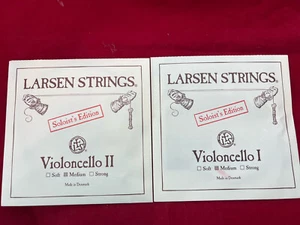 LARSEN STRINGS®
Soloist's Edition
Violoncello II
☐ Soft ☒ Medium ☐ Strong
Made in Denmark
LARSEN STRINGS®
Soloist's Edition
Violoncello I
☐ Soft ☒ Medium ☐ Strong
Made in Denmark